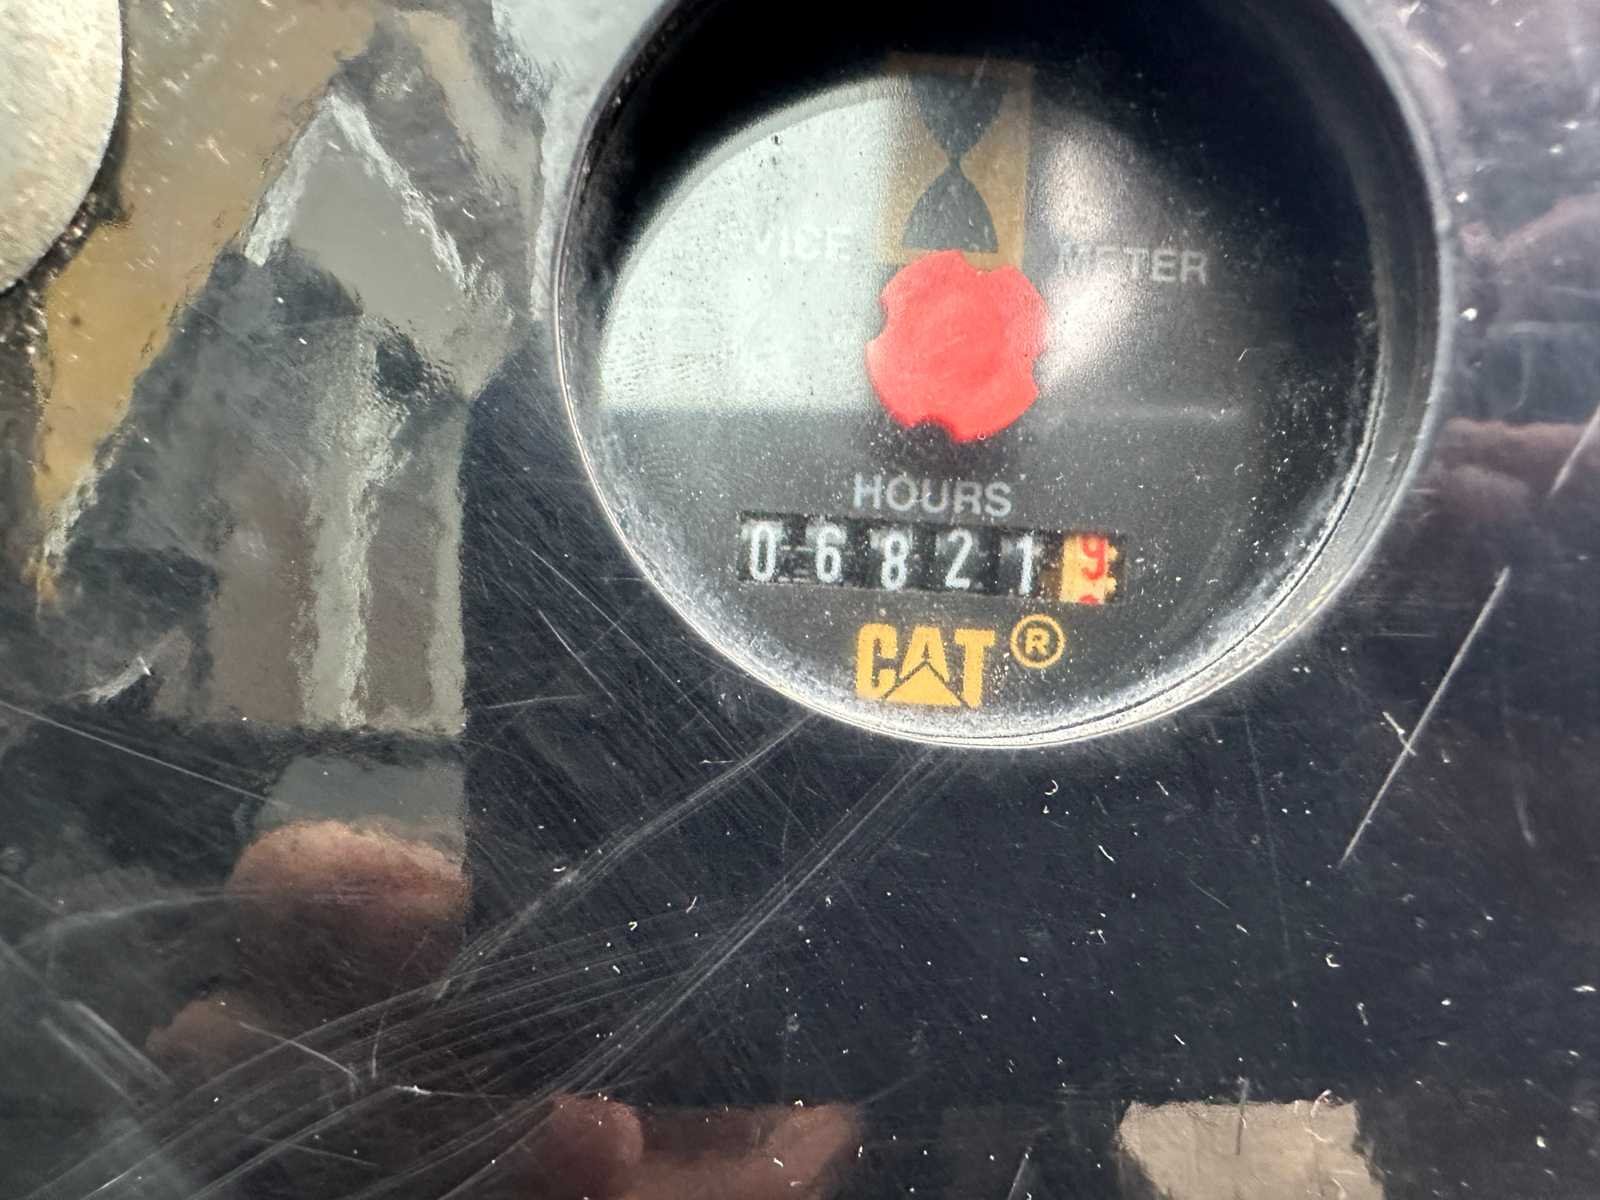 VICE METER
HOURS
068219
CAT®